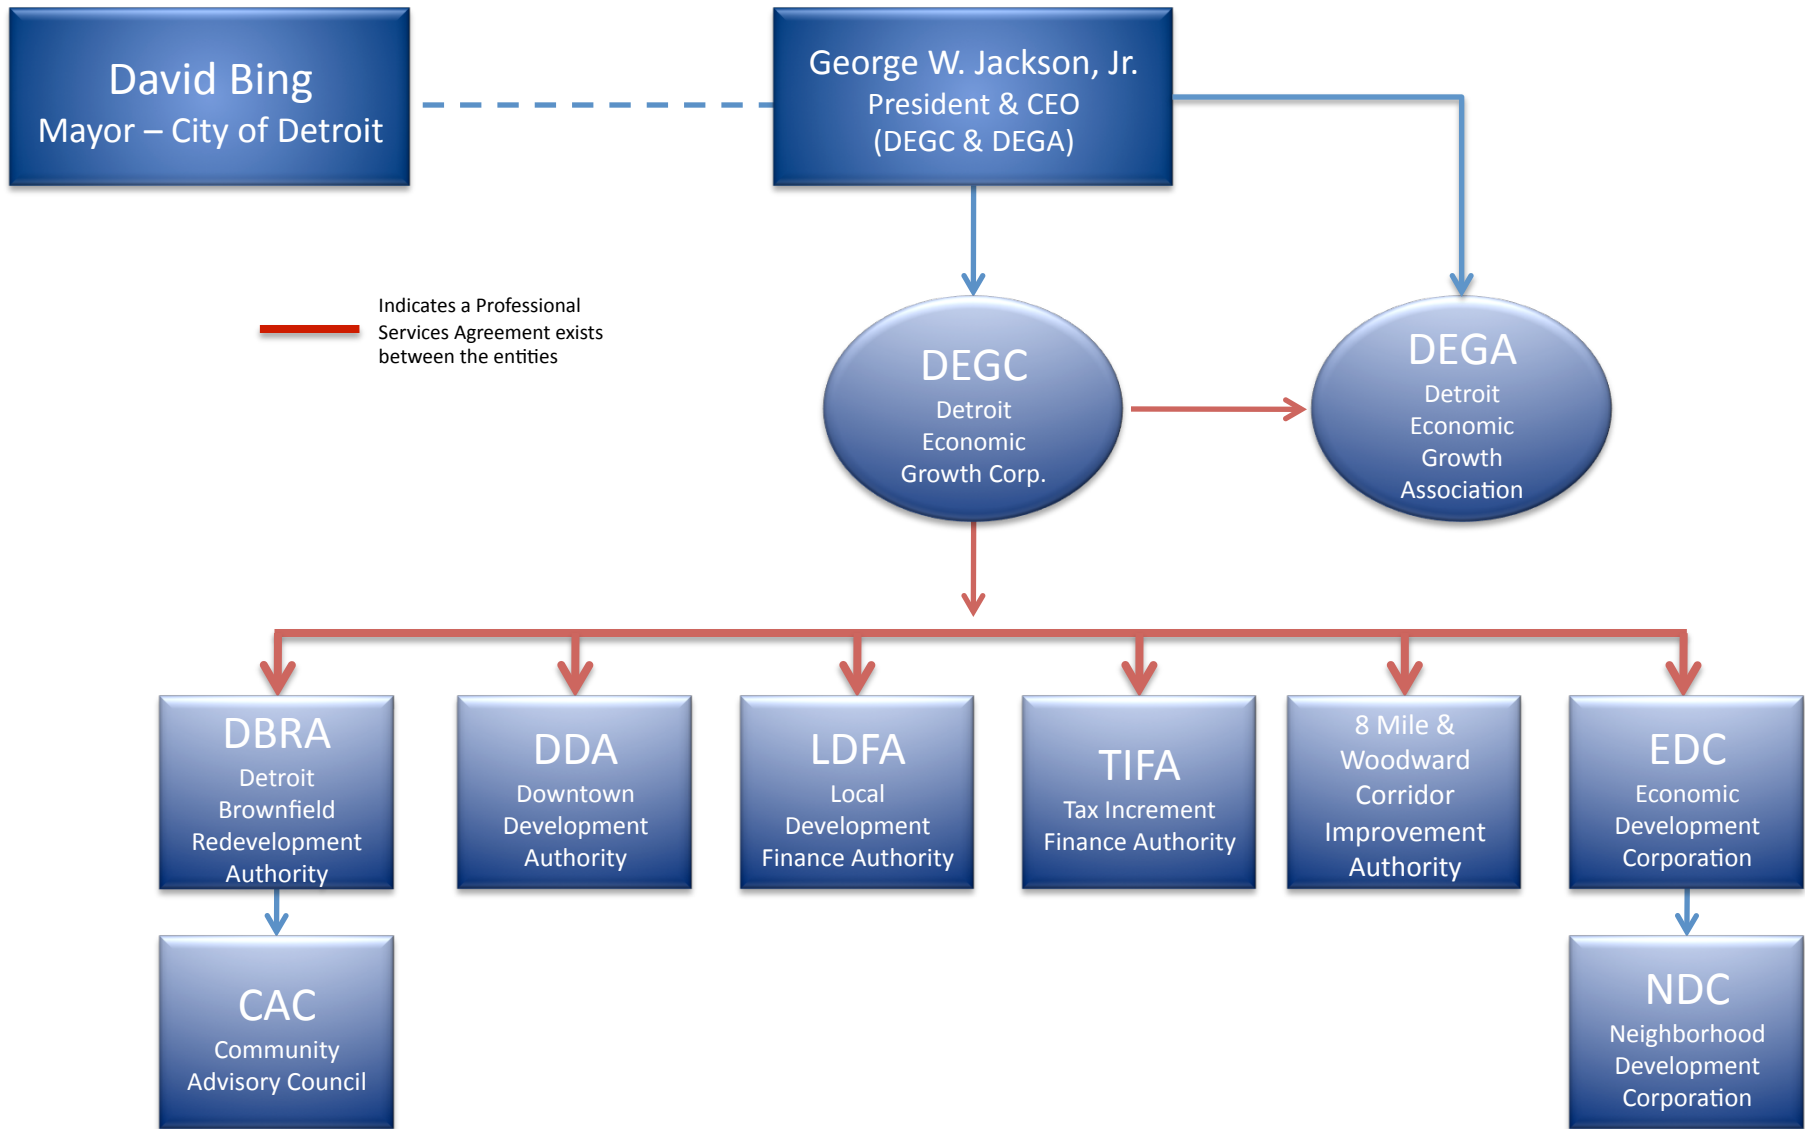 David Bing
Mayor – City of Detroit
George W. Jackson, Jr.
President & CEO
(DEGC & DEGA)
Indicates a Professional
Services Agreement exists
between the entities
DEGC
Detroit
Economic
Growth Corp.
DEGA
Detroit
Economic
Growth
Association
DBRA
Detroit
Brownfield
Redevelopment
Authority
DDA
Downtown
Development
Authority
LDFA
Local
Development
Finance Authority
TIFA
Tax Increment
Finance Authority
8 Mile &
Woodward
Corridor
Improvement
Authority
EDC
Economic
Development
Corporation
CAC
Community
Advisory Council
NDC
Neighborhood
Development
Corporation